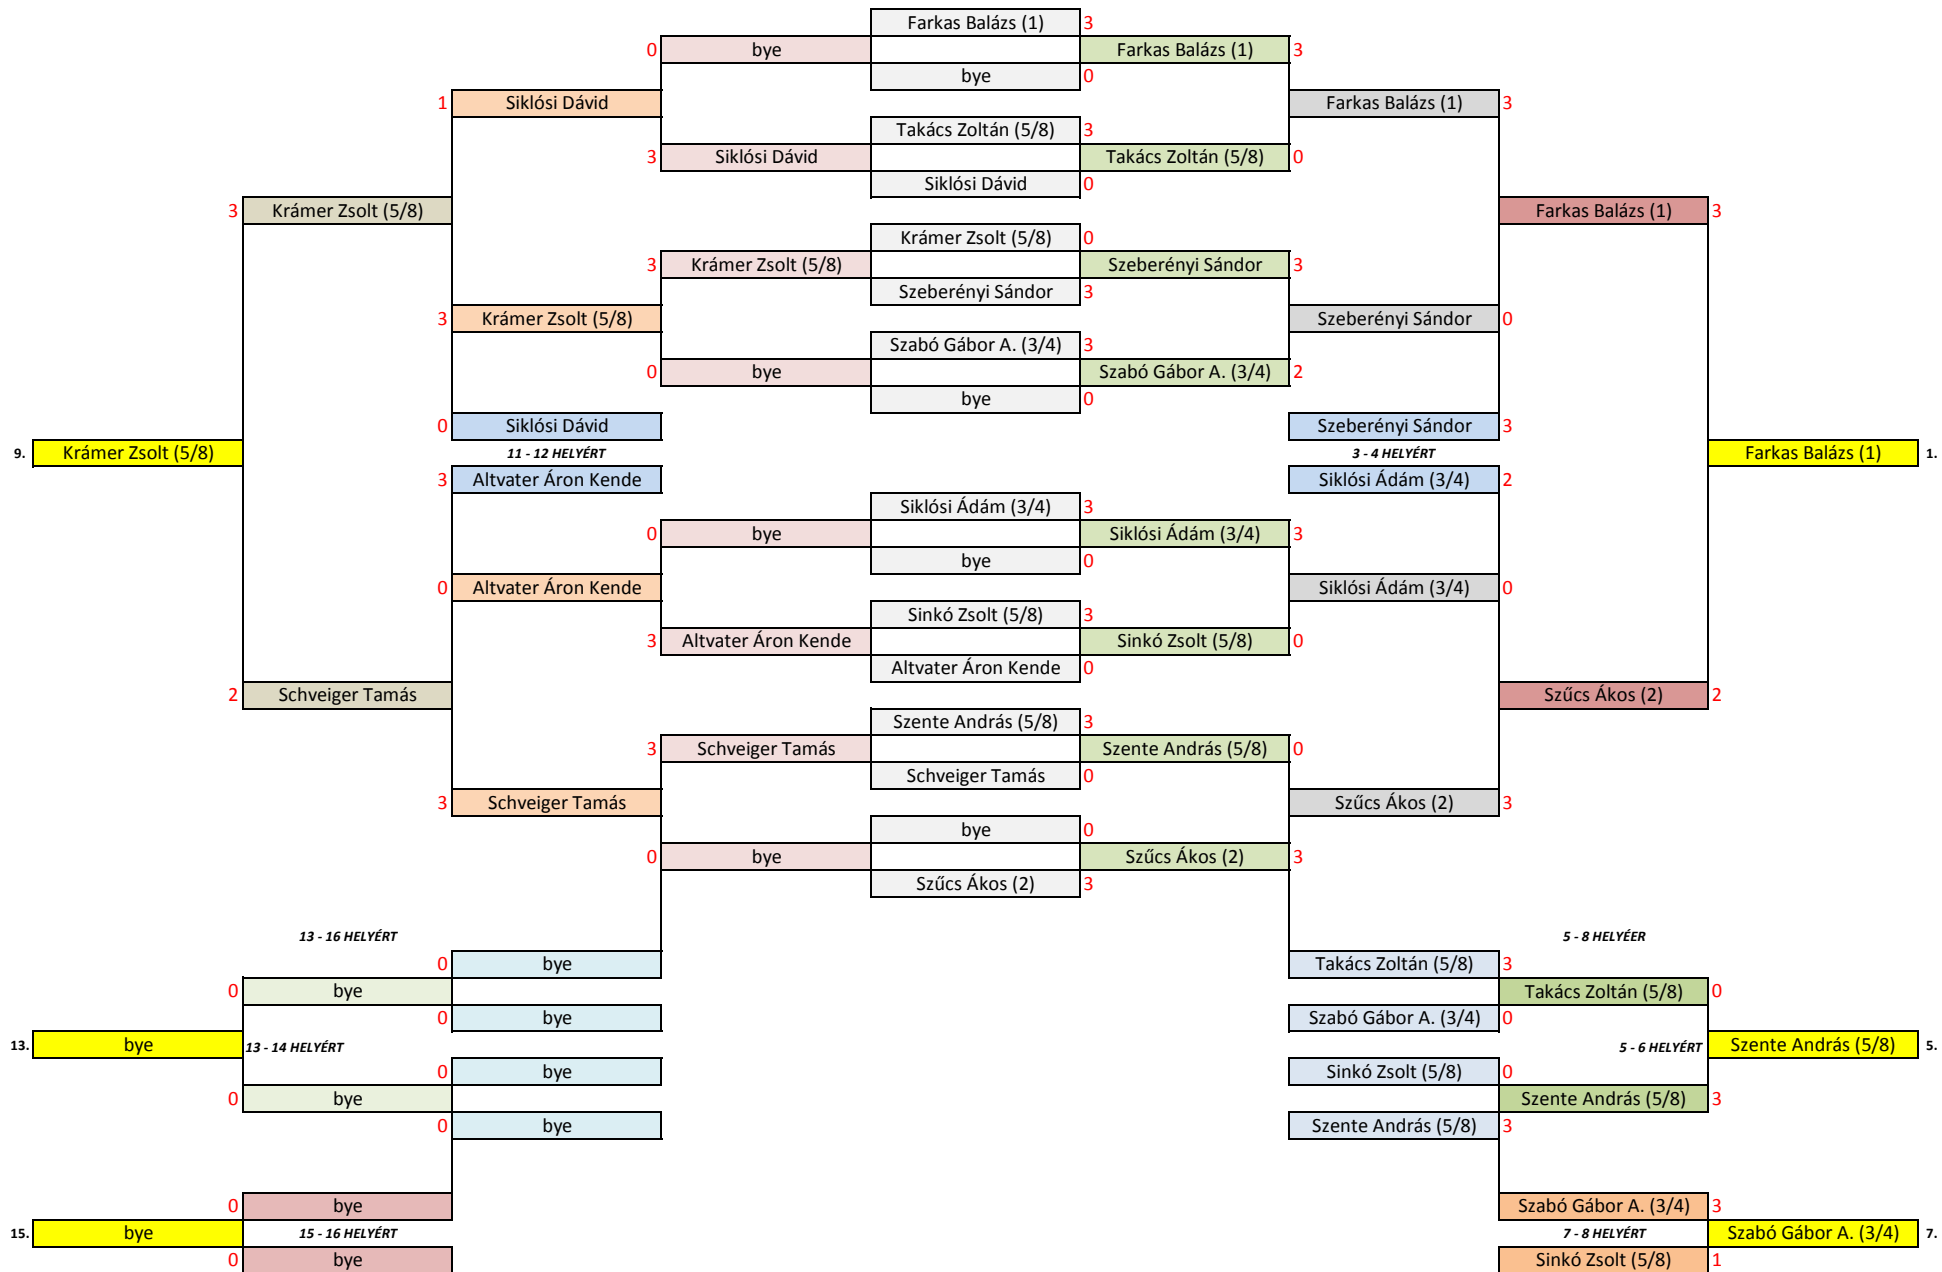 Farkas Balázs (1) 3
0 bye Farkas Balázs (1) 3
bye 0
1 Siklósi Dávid Farkas Balázs (1) 3
Takács Zoltán (5/8) 3
3 Siklósi Dávid Takács Zoltán (5/8) 0
Siklósi Dávid 0
3 Krámer Zsolt (5/8) Farkas Balázs (1) 3
Krámer Zsolt (5/8) 0
3 Krámer Zsolt (5/8) Szeberényi Sándor 3
Szeberényi Sándor 3
3 Krámer Zsolt (5/8) Szeberényi Sándor 0
Szabó Gábor A. (3/4) 3
0 bye Szabó Gábor A. (3/4) 2
bye 0
0 Siklósi Dávid Szeberényi Sándor 3
9. Krámer Zsolt (5/8) 11 - 12 HELYÉRT 3 - 4 HELYÉRT Farkas Balázs (1) 1.
3 Altvater Áron Kende Siklósi Ádám (3/4) 2
Siklósi Ádám (3/4) 3
0 bye Siklósi Ádám (3/4) 3
bye 0
0 Altvater Áron Kende Siklósi Ádám (3/4) 0
Sinkó Zsolt (5/8) 3
3 Altvater Áron Kende Sinkó Zsolt (5/8) 0
Altvater Áron Kende 0
2 Schveiger Tamás Szűcs Ákos (2) 2
Szente András (5/8) 3
3 Schveiger Tamás Szente András (5/8) 0
Schveiger Tamás 0
3 Schveiger Tamás Szűcs Ákos (2) 3
bye 0
0 bye Szűcs Ákos (2) 3
Szűcs Ákos (2) 3
13 - 16 HELYÉRT 5 - 8 HELYÉER
0 bye Takács Zoltán (5/8) 3
0 bye Takács Zoltán (5/8) 0
0 bye Szabó Gábor A. (3/4) 0
13. bye 13 - 14 HELYÉRT 5 - 6 HELYÉRT Szente András (5/8) 5.
0 bye Sinkó Zsolt (5/8) 0
0 bye Szente András (5/8) 3
0 bye Szente András (5/8) 3
0 bye Szabó Gábor A. (3/4) 3
15. bye 15 - 16 HELYÉRT 7 - 8 HELYÉRT Szabó Gábor A. (3/4) 7.
0 bye Sinkó Zsolt (5/8) 1